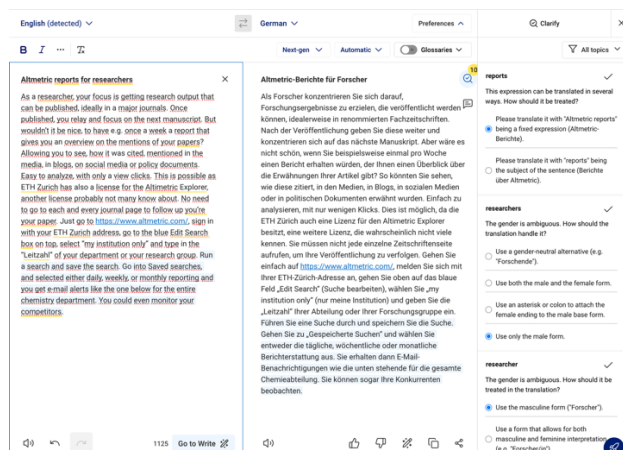 English (detected)
German
Preferences
Clarify
B I ... Tx
Next-gen
Automatic
Glossaries
All topics
Altmetric reports for researchers
As a researcher, your focus is getting research output that
can be published, ideally in a major journals. Once
published, you relay and focus on the next manuscript. But
wouldn't it be nice, to have e.g. once a week a report that
gives you an overview on the mentions of your papers?
Allowing you to see, how it was cited, mentioned in the
media, in blogs, on social media or policy documents.
Easy to analyze, with only a view clicks. This is possible as
ETH Zurich has also a license for the Altmetric Explorer,
another license probably not many know about. No need
to go to each and every journal page to follow up you're
your paper. Just go to https://www.altmetric.com/, sign in
with your ETH Zurich address, go to the blue Edit Search
box on top, select "my institution only" and type in the
"Leitzahl" of your department or your research group. Run
a search and save the search. Go into Saved searches,
and selected either daily, weekly, or monthly reporting and
you get e-mail alerts like the one below for the entire
chemistry department. You could even monitor your
competitors.
1125 Go to Write
10
Altmetric-Berichte für Forscher
Als Forscher konzentrieren Sie sich darauf,
Forschungsergebnisse zu erzielen, die veröffentlicht werden
können, idealerweise in renommierten Fachzeitschriften.
Nach der Veröffentlichung geben Sie diese weiter und
konzentrieren sich auf das nächste Manuskript. Aber wäre es
nicht schön, wenn Sie beispielsweise einmal pro Woche
einen Bericht erhalten würden, der Ihnen einen Überblick über
die Erwähnungen Ihrer Artikel gibt? So könnten Sie sehen,
wie diese zitiert, in den Medien, in Blogs, in sozialen Medien
oder in politischen Dokumenten erwähnt wurden. Einfach zu
analysieren, mit nur wenigen Klicks. Dies ist möglich, da die
ETH Zürich auch eine Lizenz für den Altmetric Explorer
besitzt, eine weitere Lizenz, die wahrscheinlich nicht viele
kennen. Sie müssen nicht jede einzelne Zeitschriftenseite
aufrufen, um Ihre Veröffentlichung zu verfolgen. Gehen Sie
einfach auf https://www.altmetric.com/, melden Sie sich mit
Ihrer ETH-Zürich-Adresse an, gehen Sie oben auf das blaue
Feld „Edit Search" (Suche bearbeiten), wählen Sie „my
institution only" (nur meine Institution) und geben Sie die
„Leitzahl" Ihrer Abteilung oder Ihrer Forschungsgruppe ein.
Führen Sie eine Suche durch und speichern Sie die Suche.
Gehen Sie zu „Gespeicherte Suchen" und wählen Sie
entweder die tägliche, wöchentliche oder monatliche
Berichterstattung aus. Sie erhalten dann E-Mail-
Benachrichtigungen wie die unten stehende für die gesamte
Chemieabteilung. Sie können sogar Ihre Konkurrenten
beobachten.
reports
This expression can be translated in several
ways. How should it be treated?
Please translate it with "Altmetric reports"
being a fixed expression (Altmetric-
Berichte).
Please translate it with "reports" being
the subject of the sentence (Berichte
über Altmetric).
researchers
The gender is ambiguous. How should the
translation handle it?
Use a gender-neutral alternative (e.g.
"Forschende").
Use both the male and the female form.
Use an asterisk or colon to attach the
female ending to the male base form.
Use only the male form.
researcher
The gender is ambiguous. How should it be
treated in the translation?
Use the masculine form ("Forscher").
Use a form that allows for both
masculine and feminine interpretation
(e.g. "Forscher/in").